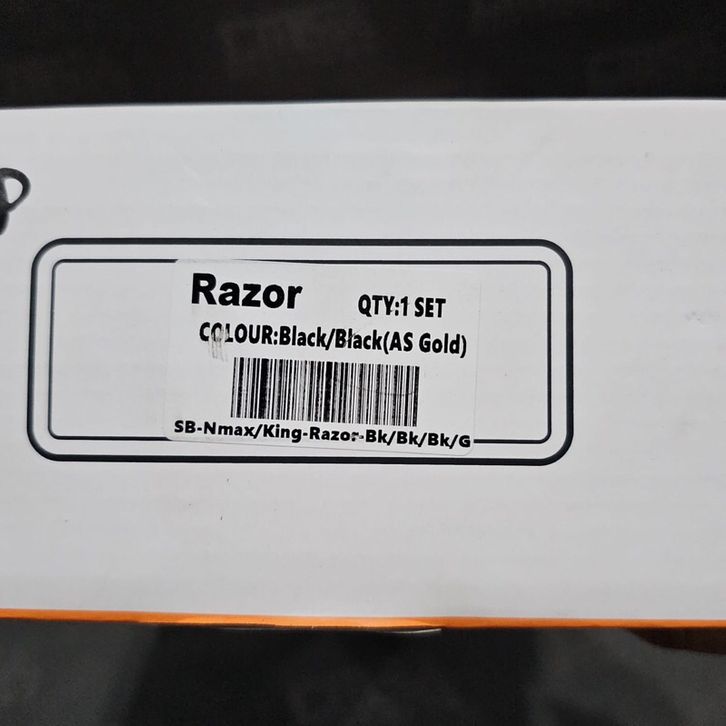 Razor QTY:1 SET
COLOUR:Black/Black(AS Gold)
SB-Nmax/King-Razor-Bk/Bk/Bk/G